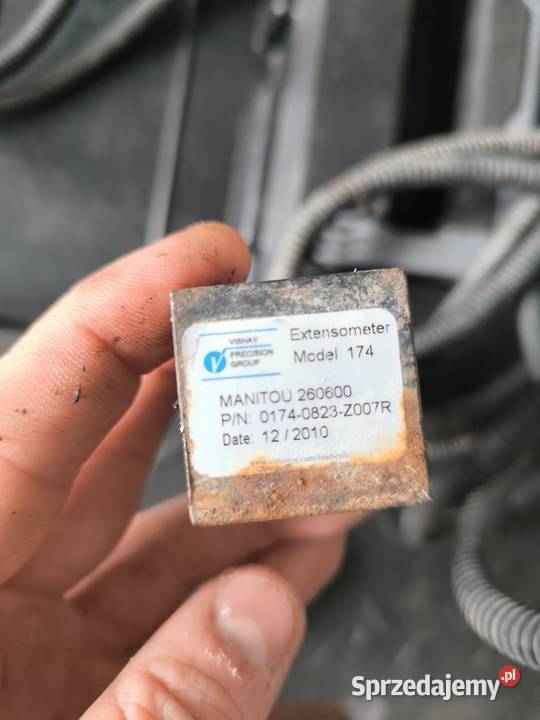 VISHAY
PRECISION
GROUP
Extensometer
Model 174
MANITOU 260600
P/N: 0174-0823-Z007R
Date: 12 / 2010
Sprzedajemy.pl